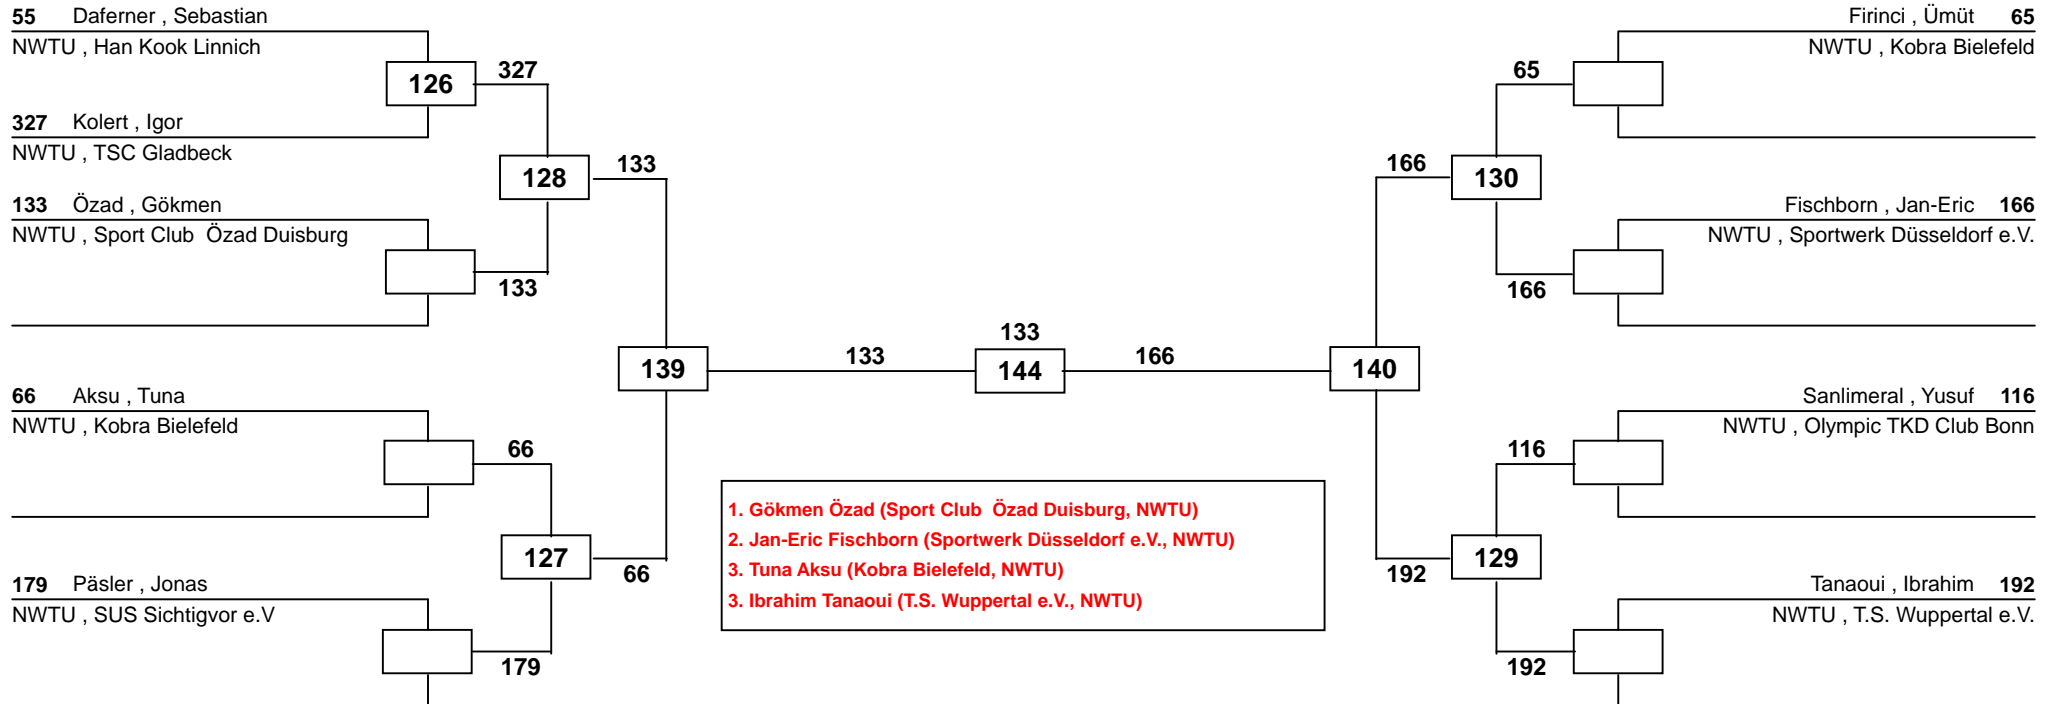 55 Daferner , Sebastian
NWTU , Han Kook Linnich
126
327
327 Kolert , Igor
NWTU , TSC Gladbeck
128
133
133 Özad , Gökmen
NWTU , Sport Club  Özad Duisburg
133
139
133
66 Aksu , Tuna
NWTU , Kobra Bielefeld
66
127
66
179 Päsler , Jonas
NWTU , SUS Sichtigvor e.V
179
133
144
1. Gökmen Özad (Sport Club  Özad Duisburg, NWTU)
2. Jan-Eric Fischborn (Sportwerk Düsseldorf e.V., NWTU)
3. Tuna Aksu (Kobra Bielefeld, NWTU)
3. Ibrahim Tanaoui (T.S. Wuppertal e.V., NWTU)
166
140
Firinci , Ümüt 65
NWTU , Kobra Bielefeld
65
166
130
Fischborn , Jan-Eric 166
NWTU , Sportwerk Düsseldorf e.V.
166
Sanlimeral , Yusuf 116
NWTU , Olympic TKD Club Bonn
116
129
192
Tanaoui , Ibrahim 192
NWTU , T.S. Wuppertal e.V.
192